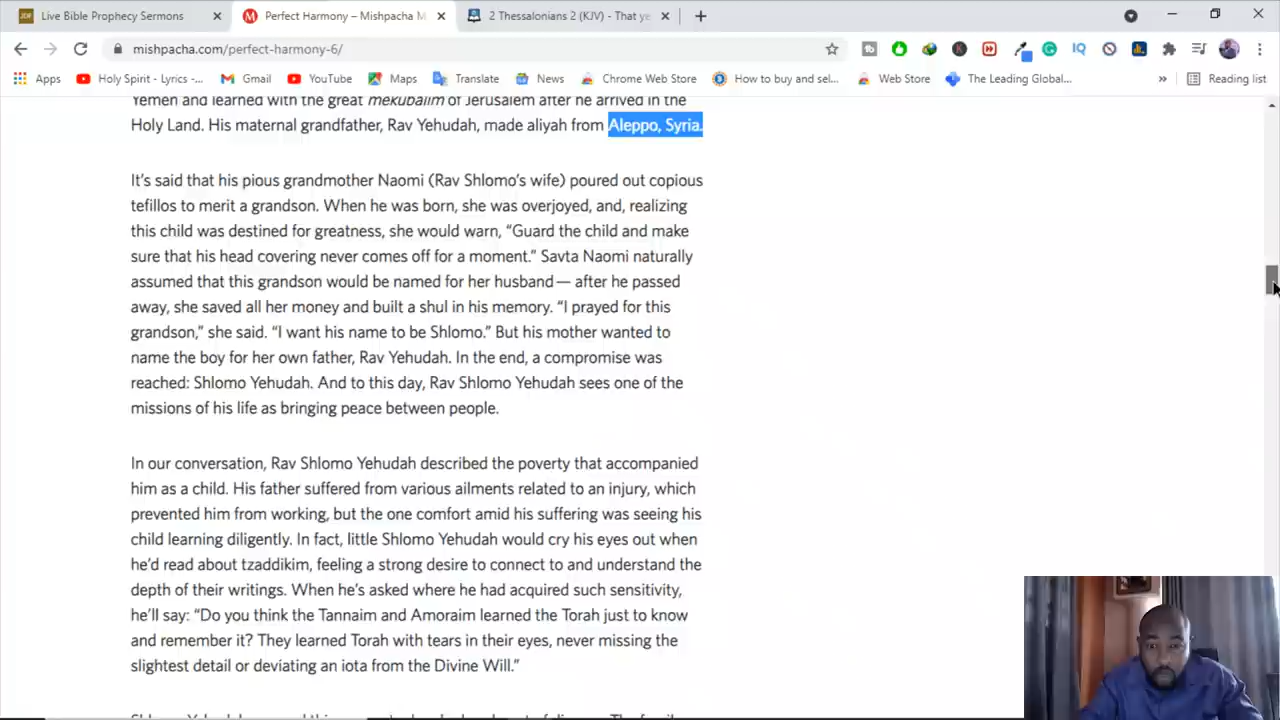 Live Bible Prophecy Sermons
Perfect Harmony – Mishpacha M
2 Thessalonians 2 (KJV) - That ye
mishpacha.com/perfect-harmony-6/
Apps
Holy Spirit - Lyrics -...
Gmail
YouTube
Maps
Translate
News
Chrome Web Store
How to buy and sel...
Web Store
The Leading Global...
Reading list
Yemen and learned with the great mekubalim of Jerusalem after he arrived in the
Holy Land. His maternal grandfather, Rav Yehudah, made aliyah from Aleppo, Syria.
It’s said that his pious grandmother Naomi (Rav Shlomo’s wife) poured out copious
tefillos to merit a grandson. When he was born, she was overjoyed, and, realizing
this child was destined for greatness, she would warn, “Guard the child and make
sure that his head covering never comes off for a moment.” Savta Naomi naturally
assumed that this grandson would be named for her husband — after he passed
away, she saved all her money and built a shul in his memory. “I prayed for this
grandson,” she said. “I want his name to be Shlomo.” But his mother wanted to
name the boy for her own father, Rav Yehudah. In the end, a compromise was
reached: Shlomo Yehudah. And to this day, Rav Shlomo Yehudah sees one of the
missions of his life as bringing peace between people.
In our conversation, Rav Shlomo Yehudah described the poverty that accompanied
him as a child. His father suffered from various ailments related to an injury, which
prevented him from working, but the one comfort amid his suffering was seeing his
child learning diligently. In fact, little Shlomo Yehudah would cry his eyes out when
he’d read about tzaddikim, feeling a strong desire to connect to and understand the
depth of their writings. When he’s asked where he had acquired such sensitivity,
he’ll say: “Do you think the Tannaim and Amoraim learned the Torah just to know
and remember it? They learned Torah with tears in their eyes, never missing the
slightest detail or deviating an iota from the Divine Will.”